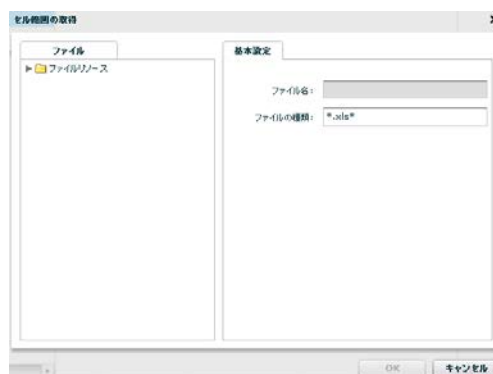 セル範囲の取得
ファイル
基本設定
ファイルリソース
ファイル名:
ファイルの種類: *.xls*
OK キャンセル